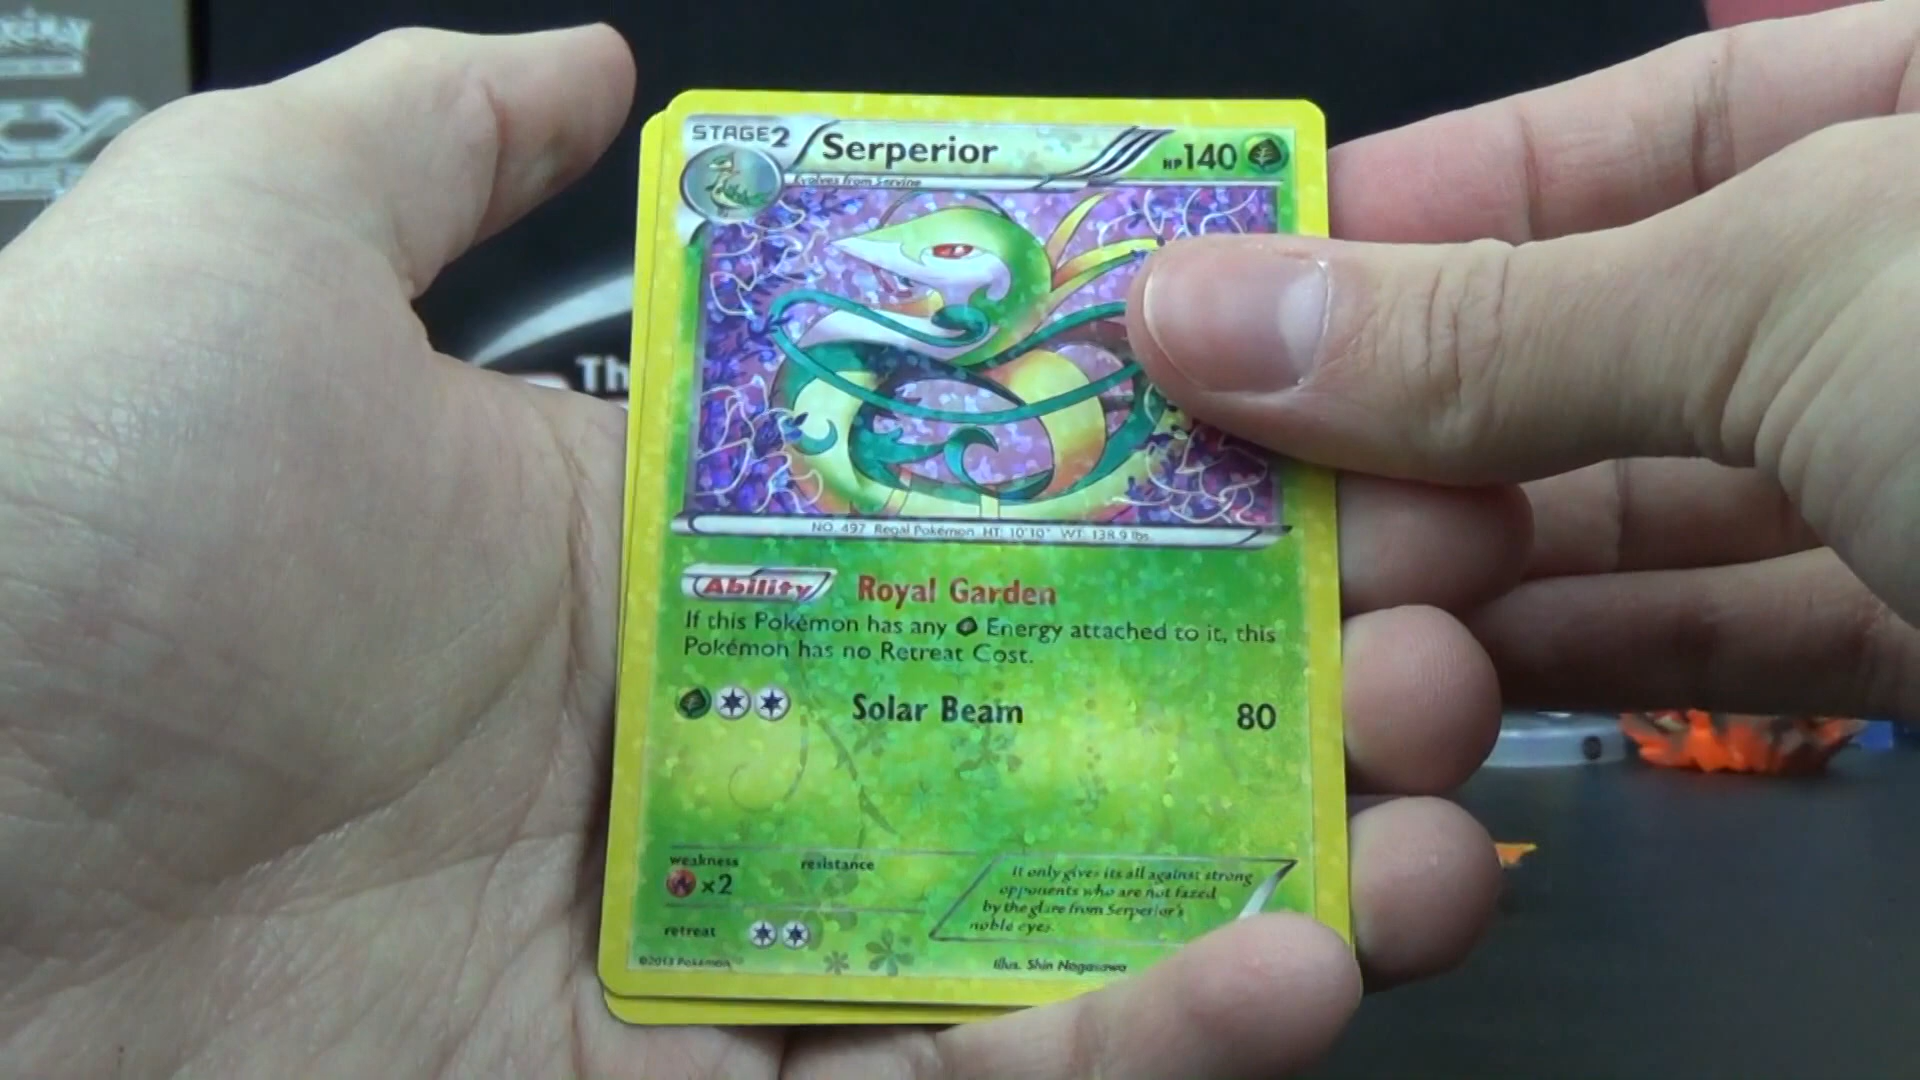 STAGE2
Serperior
HP140
Evolves from Servine
Th
NO. 497 Regal Pokémon HT: 10'10" WT: 138.9 lbs.
Ability Royal Garden
If this Pokémon has any Energy attached to it, this
Pokémon has no Retreat Cost.
Solar Beam 80
weakness resistance
x2
retreat
It only gives its all against strong
opponents who are not fazed
by the glare from Serperior's
noble eyes.
©2013 Pokémon
Illus. Shin Nagasawa